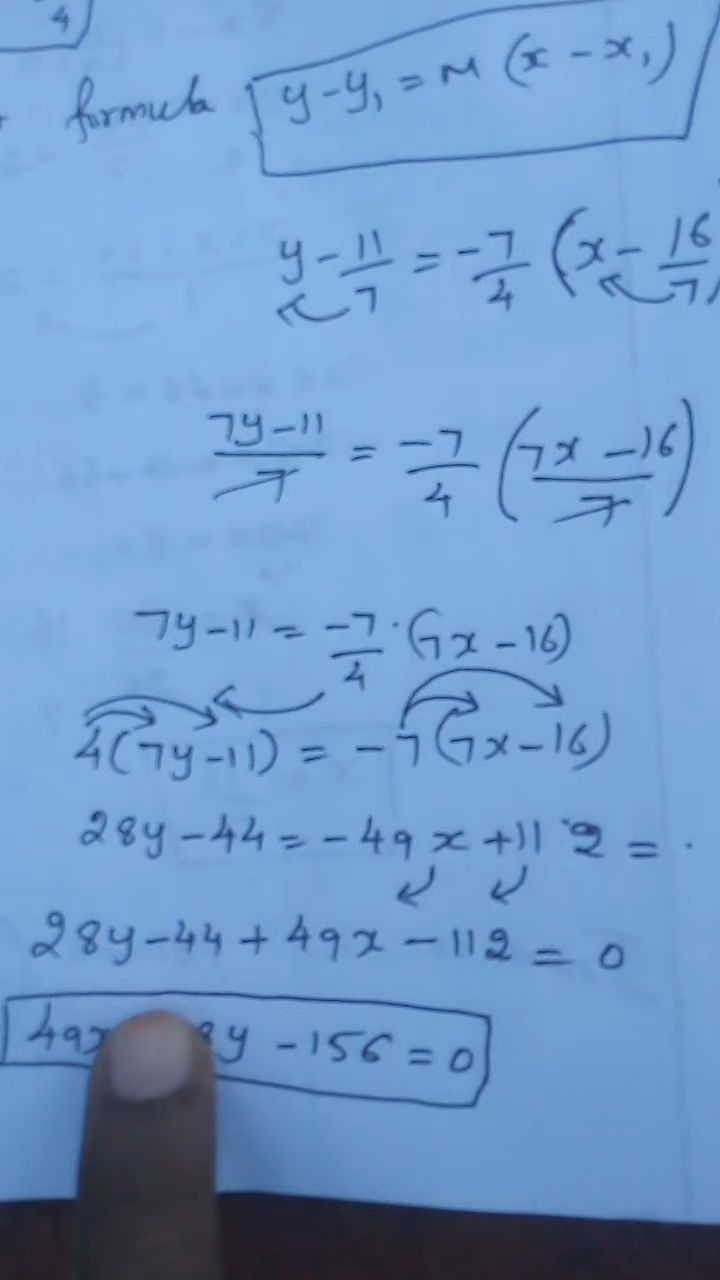 4
formula y - y₁ = M (x - x₁)
y - 11/7 = -7/4 (x - 16/7)
7y - 11/7 = -7/4 (7x - 16/7)
7y - 11 = -7/4 · (7x - 16)
4(7y - 11) = -7(7x - 16)
28y - 44 = -49x + 112 =
28y - 44 + 49x - 112 = 0
49x y - 156 = 0